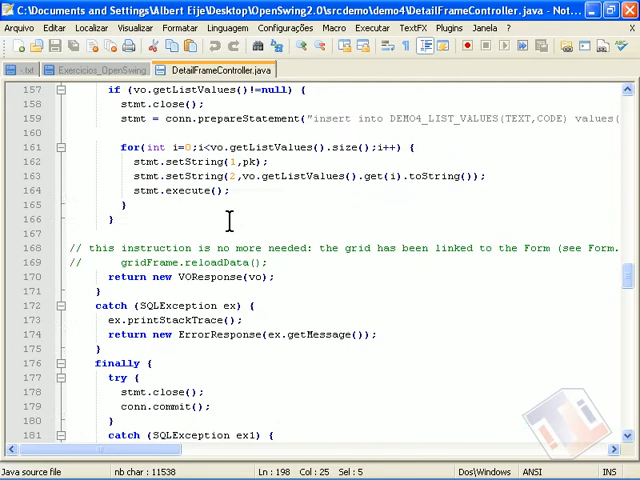 C:\Documents and Settings\Albert Eije\Desktop\OpenSwing2.0\srcdemo\demo4\DetailFrameController.java - Not...
Arquivo Editar Localizar Visualizar Formatar Linguagem Configurações Macro Executar TextFX Plugins Janela ? X
.txt Exercicios_OpenSwing DetailFrameController.java
157 if (vo.getListValues()!=null) {
158 stmt.close();
159 stmt = conn.prepareStatement("insert into DEMO4_LIST_VALUES(TEXT,CODE) values(
160
161 for(int i=0;i<vo.getListValues().size();i++) {
162 stmt.setString(1,pk);
163 stmt.setString(2,vo.getListValues().get(i).toString());
164 stmt.execute();
165 }
166 }
167
168 // this instruction is no more needed: the grid has been linked to the Form (see Form.
169 // gridFrame.reloadData();
170 return new VOResponse(vo);
171 }
172 catch (SQLException ex) {
173 ex.printStackTrace();
174 return new ErrorResponse(ex.getMessage());
175 }
176 finally {
177 try {
178 stmt.close();
179 conn.commit();
180 }
181 catch (SQLException ex1) {
Java source file nb char : 11538 Ln : 198 Col : 25 Sel : 5 Dos\Windows ANSI INS